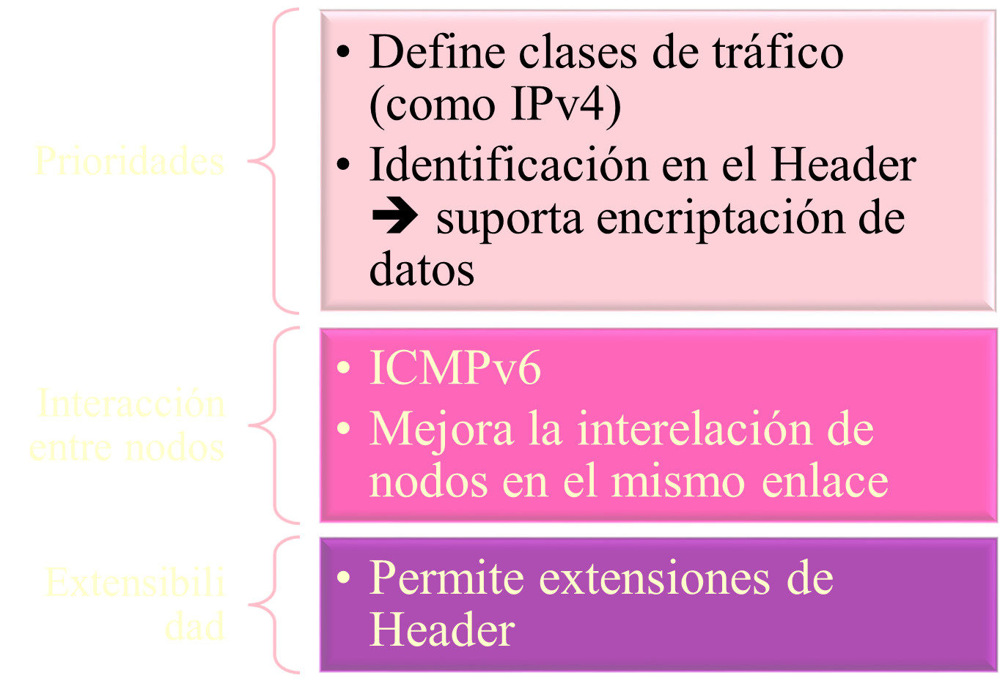 Prioridades
• Define clases de tráfico
(como IPv4)
• Identificación en el Header
➔ suporta encriptación de
datos
Interacción
entre nodos
• ICMPv6
• Mejora la interelación de
nodos en el mismo enlace
Extensibili
dad
• Permite extensiones de
Header